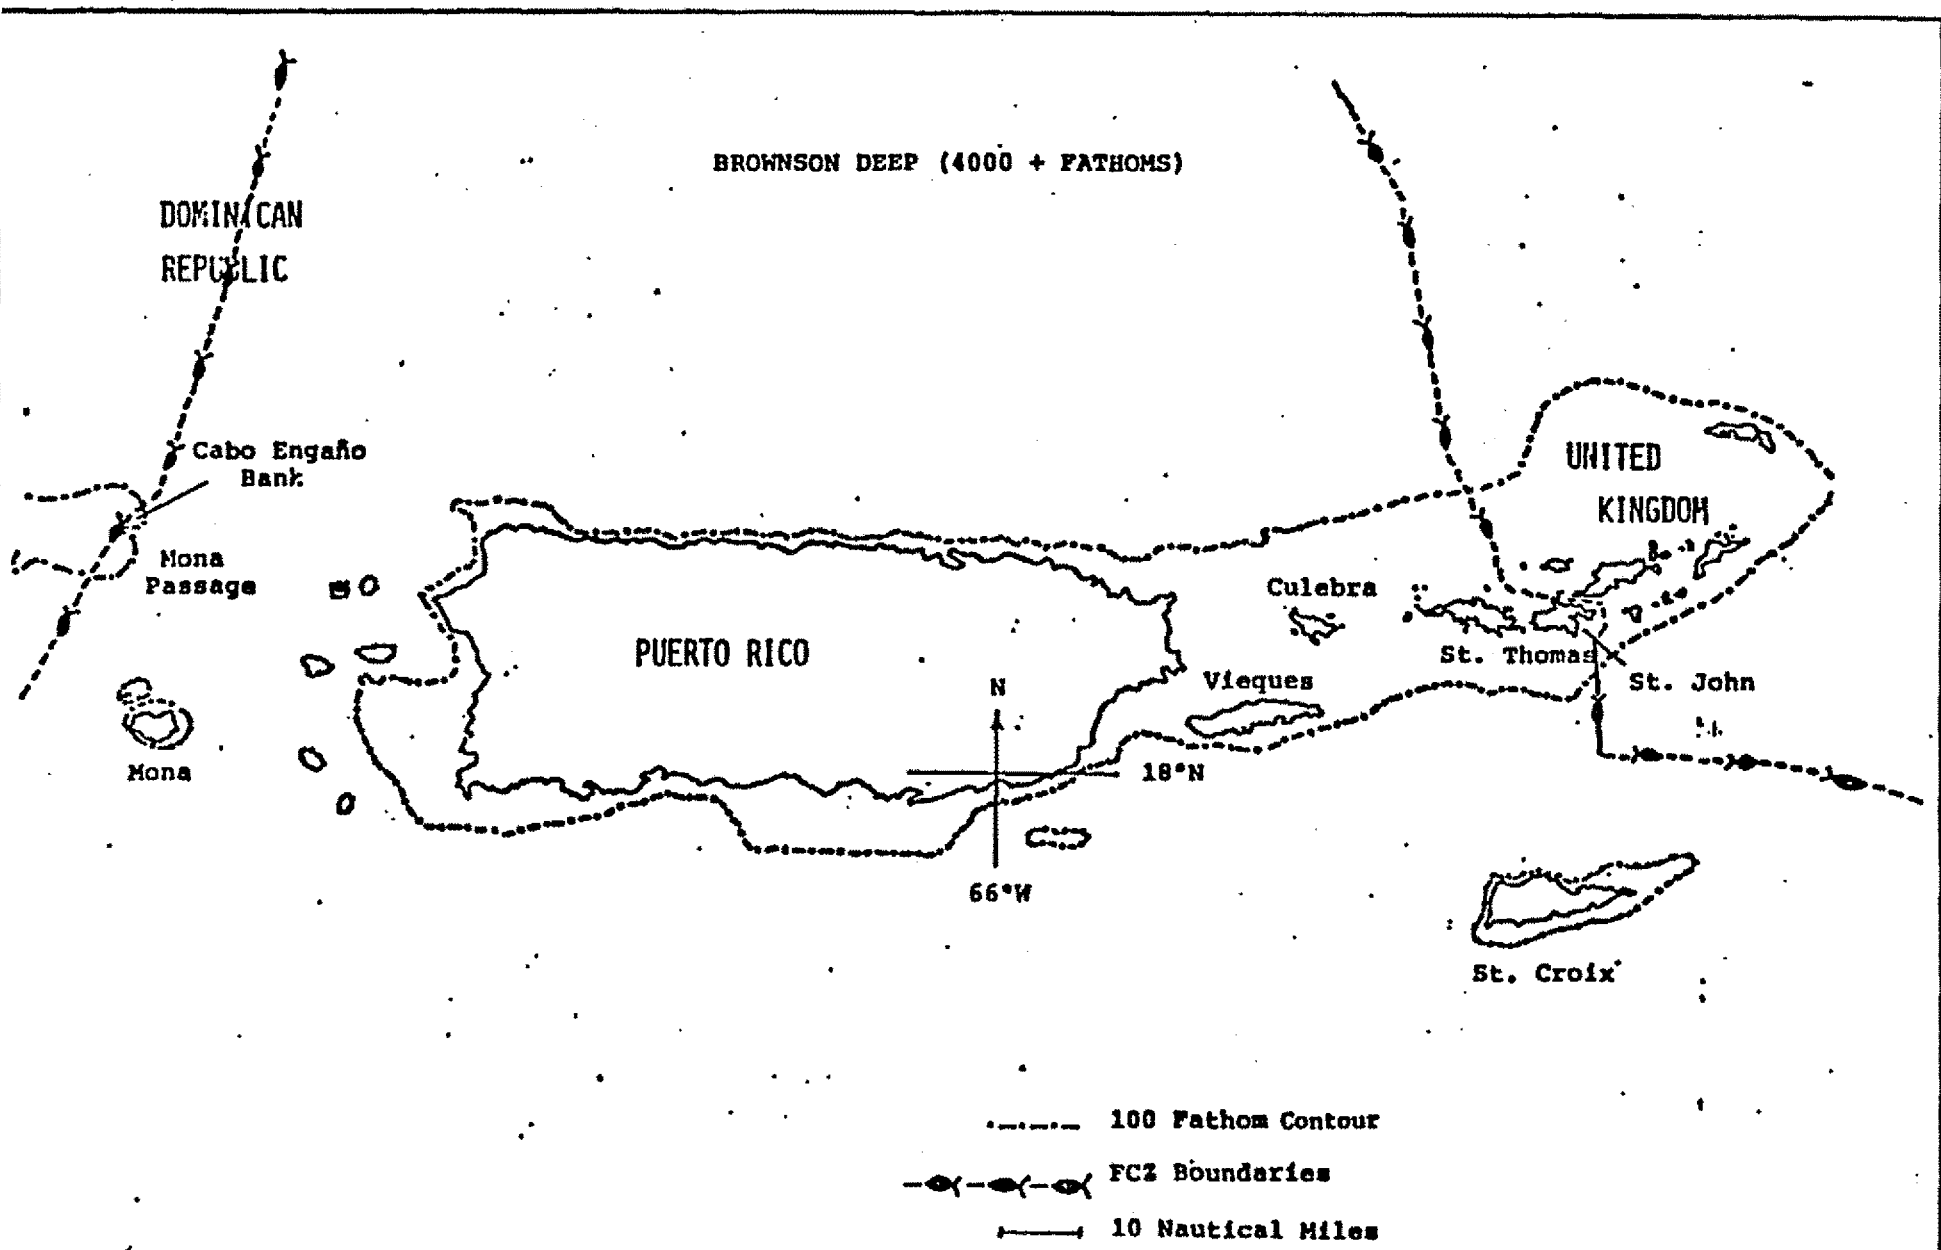 BROWNSON DEEP (4000 + FATHOMS)
DOMINICAN
REPUBLIC
Cabo Engaño
Bank
UNITED
KINGDOM
Mona
Passage
Culebra
PUERTO RICO
St. Thomas
Vieques
St. John
N
Mona
18°N
66°W
St. Croix
100 Fathom Contour
FCZ Boundaries
10 Nautical Miles